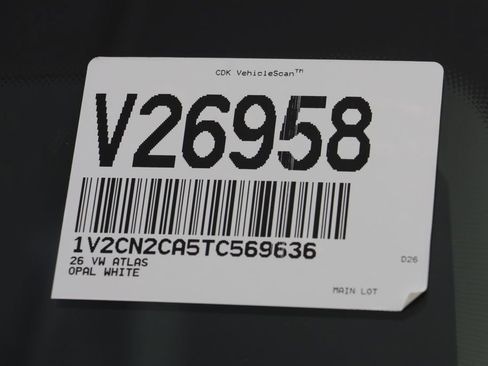 CDK VehicleScan™
V26958
1V2CN2CA5TC569636
26 VW ATLAS
OPAL WHITE
D26
MAIN LOT